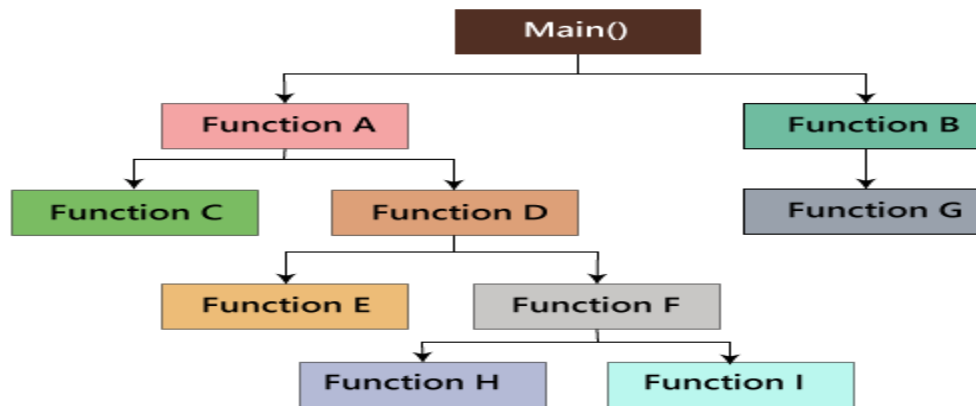 Main()
Function A
Function B
Function C
Function D
Function G
Function E
Function F
Function H
Function I